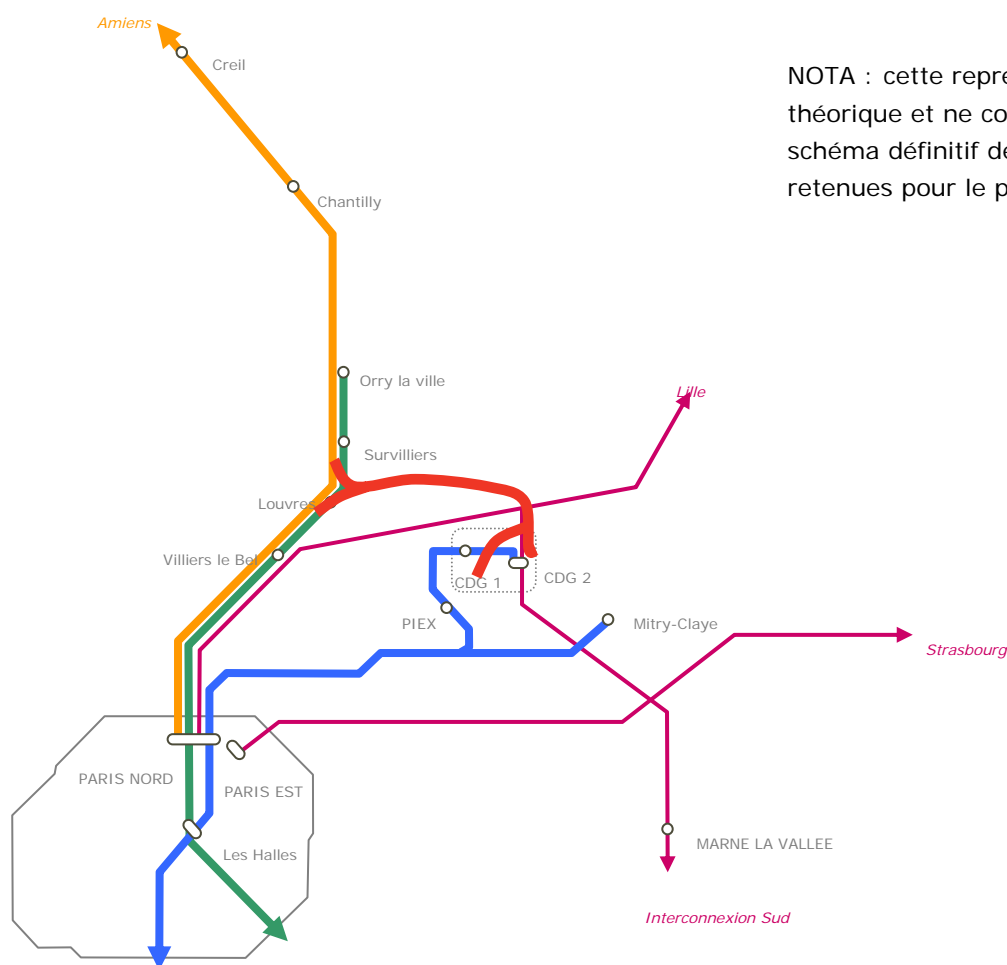 Amiens
Creil
NOTA : cette repré
théorique et ne co
schéma définitif de
retenues pour le p
Chantilly
Orry la ville
Lille
Survilliers
Louvres
Villiers le Bel
CDG 1
CDG 2
PIEX
Mitry-Claye
Strasbourg
PARIS NORD
PARIS EST
Les Halles
MARNE LA VALLEE
Interconnexion Sud